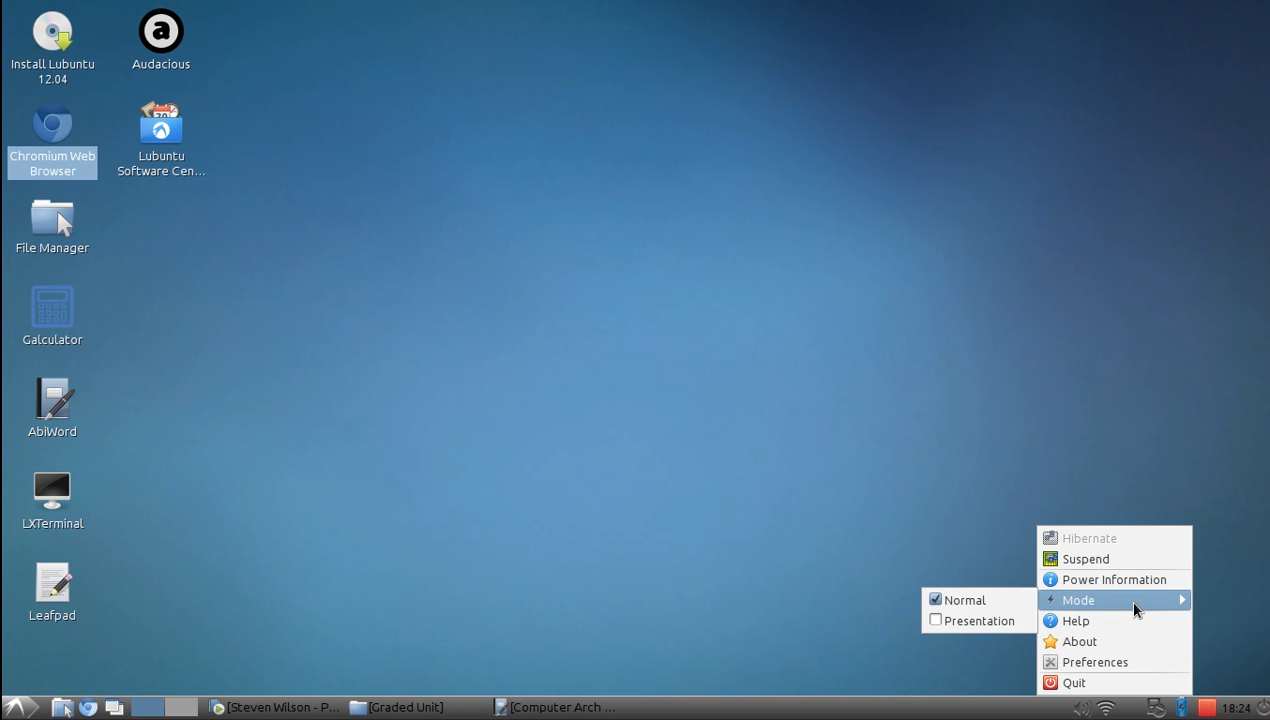 Install Lubuntu
12.04
Audacious
Chromium Web
Browser
Lubuntu
Software Cen...
File Manager
Galculator
AbiWord
LXTerminal
Leafpad
Hibernate
Suspend
Power Information
Mode
Normal
Presentation
Help
About
Preferences
Quit
[Steven Wilson - P...
[Graded Unit]
[Computer Arch ...
18:24